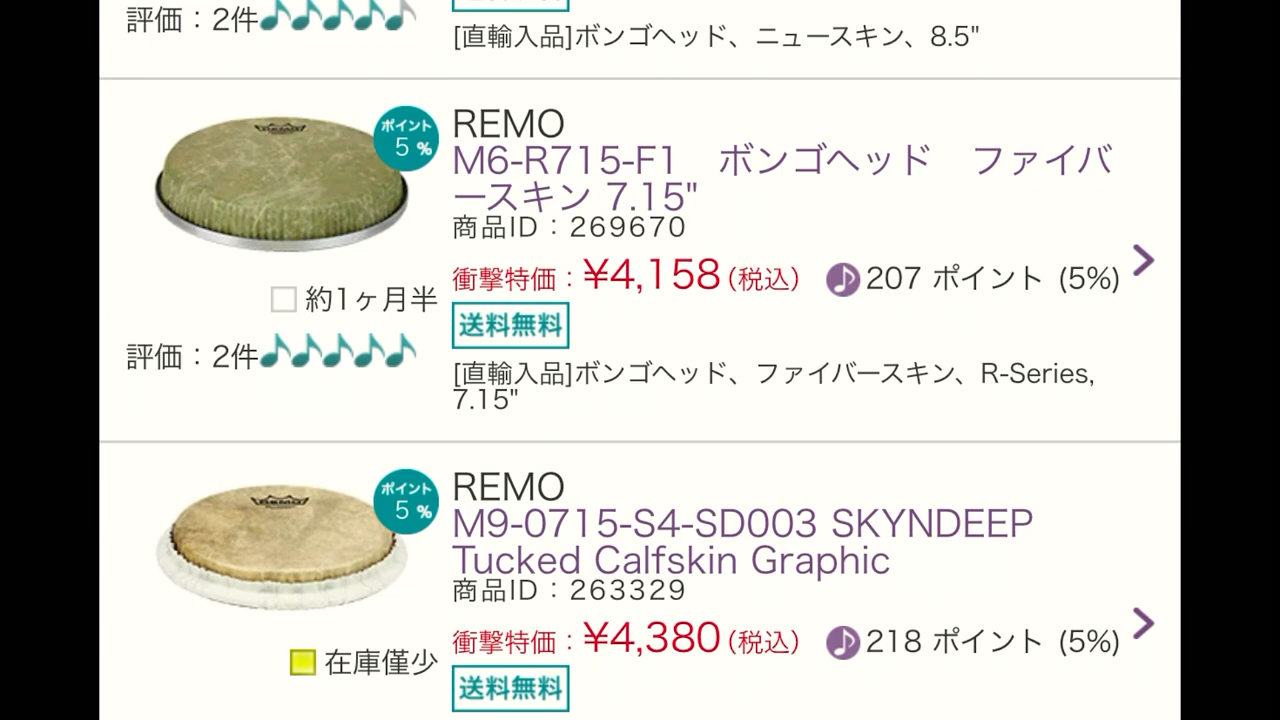 評価：2件
[直輸入品]ボンゴヘッド、ニュースキン、8.5"
REMO
ポイント
5 %
REMO
M6-R715-F1　ボンゴヘッド　ファイバ
ースキン 7.15"
商品ID：269670
衝撃特価：¥4,158(税込)　207 ポイント (5%)
約1ヶ月半
送料無料
評価：2件
[直輸入品]ボンゴヘッド、ファイバースキン、R-Series,
7.15"
REMO
ポイント
5 %
REMO
M9-0715-S4-SD003 SKYNDEEP
Tucked Calfskin Graphic
商品ID：263329
衝撃特価：¥4,380(税込)　218 ポイント (5%)
在庫僅少
送料無料